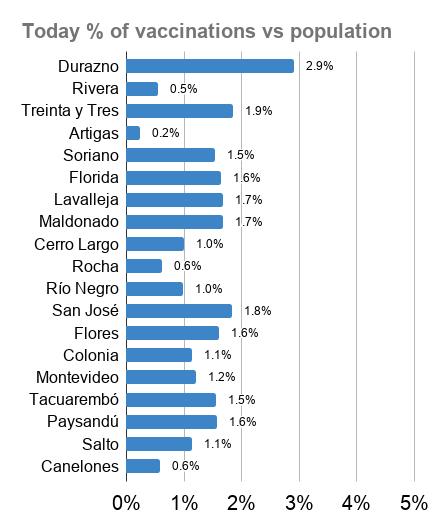 Today % of vaccinations vs population
Durazno 2.9%
Rivera 0.5%
Treinta y Tres 1.9%
Artigas 0.2%
Soriano 1.5%
Florida 1.6%
Lavalleja 1.7%
Maldonado 1.7%
Cerro Largo 1.0%
Rocha 0.6%
Río Negro 1.0%
San José 1.8%
Flores 1.6%
Colonia 1.1%
Montevideo 1.2%
Tacuarembó 1.5%
Paysandú 1.6%
Salto 1.1%
Canelones 0.6%
0% 1% 2% 3% 4% 5%